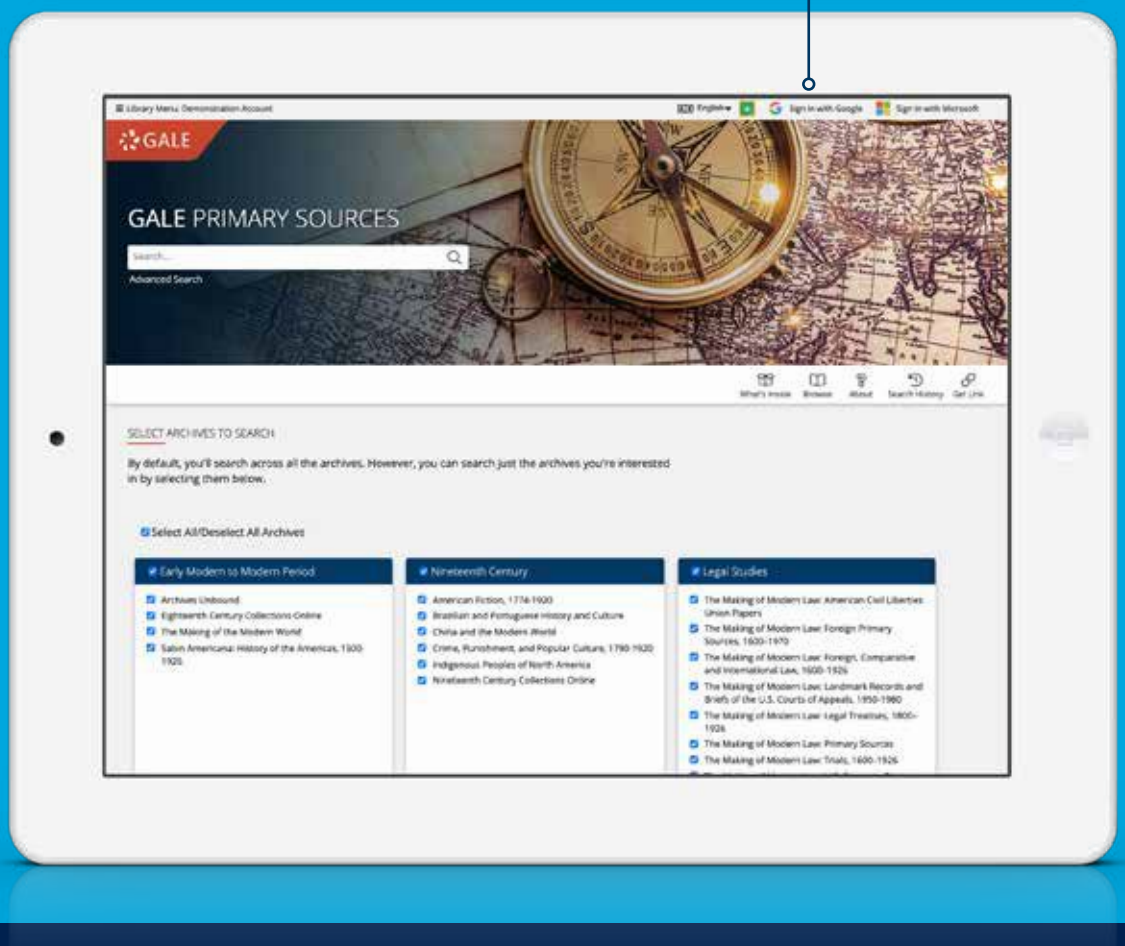 Library Menu: Demonstration Account
English
Sign in with Google
Sign in with Microsoft
GALE
GALE PRIMARY SOURCES
Search...
Advanced Search
What's Inside
Browse
About
Search History
Get Link
SELECT ARCHIVES TO SEARCH
By default, you'll search across all the archives. However, you can search just the archives you're interested
in by selecting them below.
Select All/Deselect All Archives
Early Modern to Modern Period
Archives Unbound
Eighteenth Century Collections Online
The Making of the Modern World
Sabin Americana: History of the Americas, 1500-
1926
Nineteenth Century
American Fiction, 1774-1920
Brazilian and Portuguese History and Culture
China and the Modern World
Crime, Punishment, and Popular Culture, 1790-1920
Indigenous Peoples of North America
Nineteenth Century Collections Online
Legal Studies
The Making of Modern Law: American Civil Liberties
Union Papers
The Making of Modern Law: Foreign Primary
Sources, 1600-1970
The Making of Modern Law: Foreign, Comparative
and International Law, 1600-1926
The Making of Modern Law: Landmark Records and
Briefs of the U.S. Courts of Appeals, 1950-1980
The Making of Modern Law: Legal Treatises, 1800-
1926
The Making of Modern Law: Primary Sources
The Making of Modern Law: Trials, 1600-1926